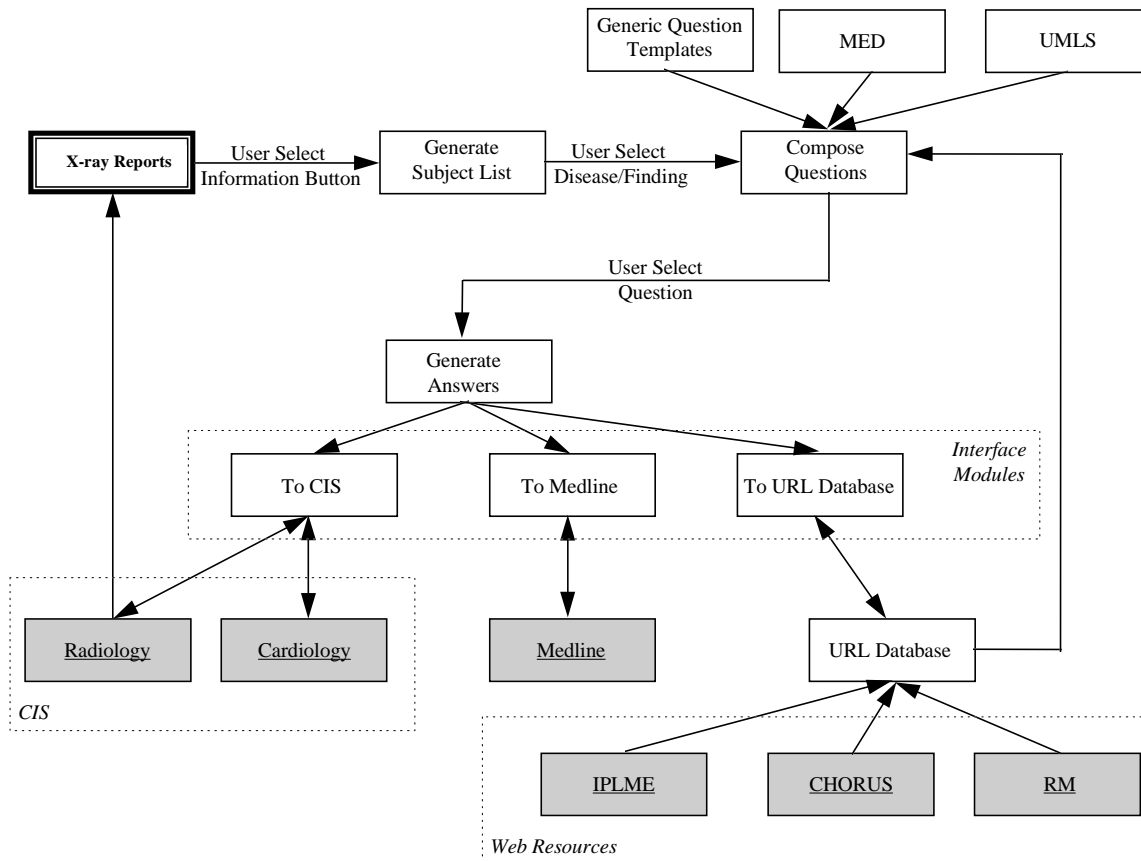 Generic Question
Templates
MED
UMLS
X-ray Reports
User Select
Information Button
Generate
Subject List
User Select
Disease/Finding
Compose
Questions
User Select
Question
Generate
Answers
Interface
Modules
To CIS
To Medline
To URL Database
Radiology
Cardiology
Medline
URL Database
CIS
IPLME
CHORUS
RM
Web Resources